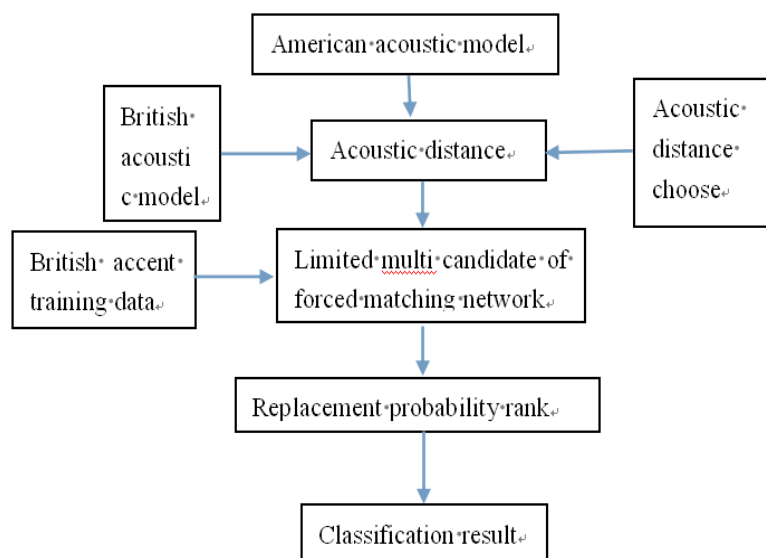 American acoustic model
British
acousti
c model
Acoustic distance
Acoustic
distance
choose
British accent
training data
Limited multi candidate of
forced matching network
Replacement probability rank
Classification result